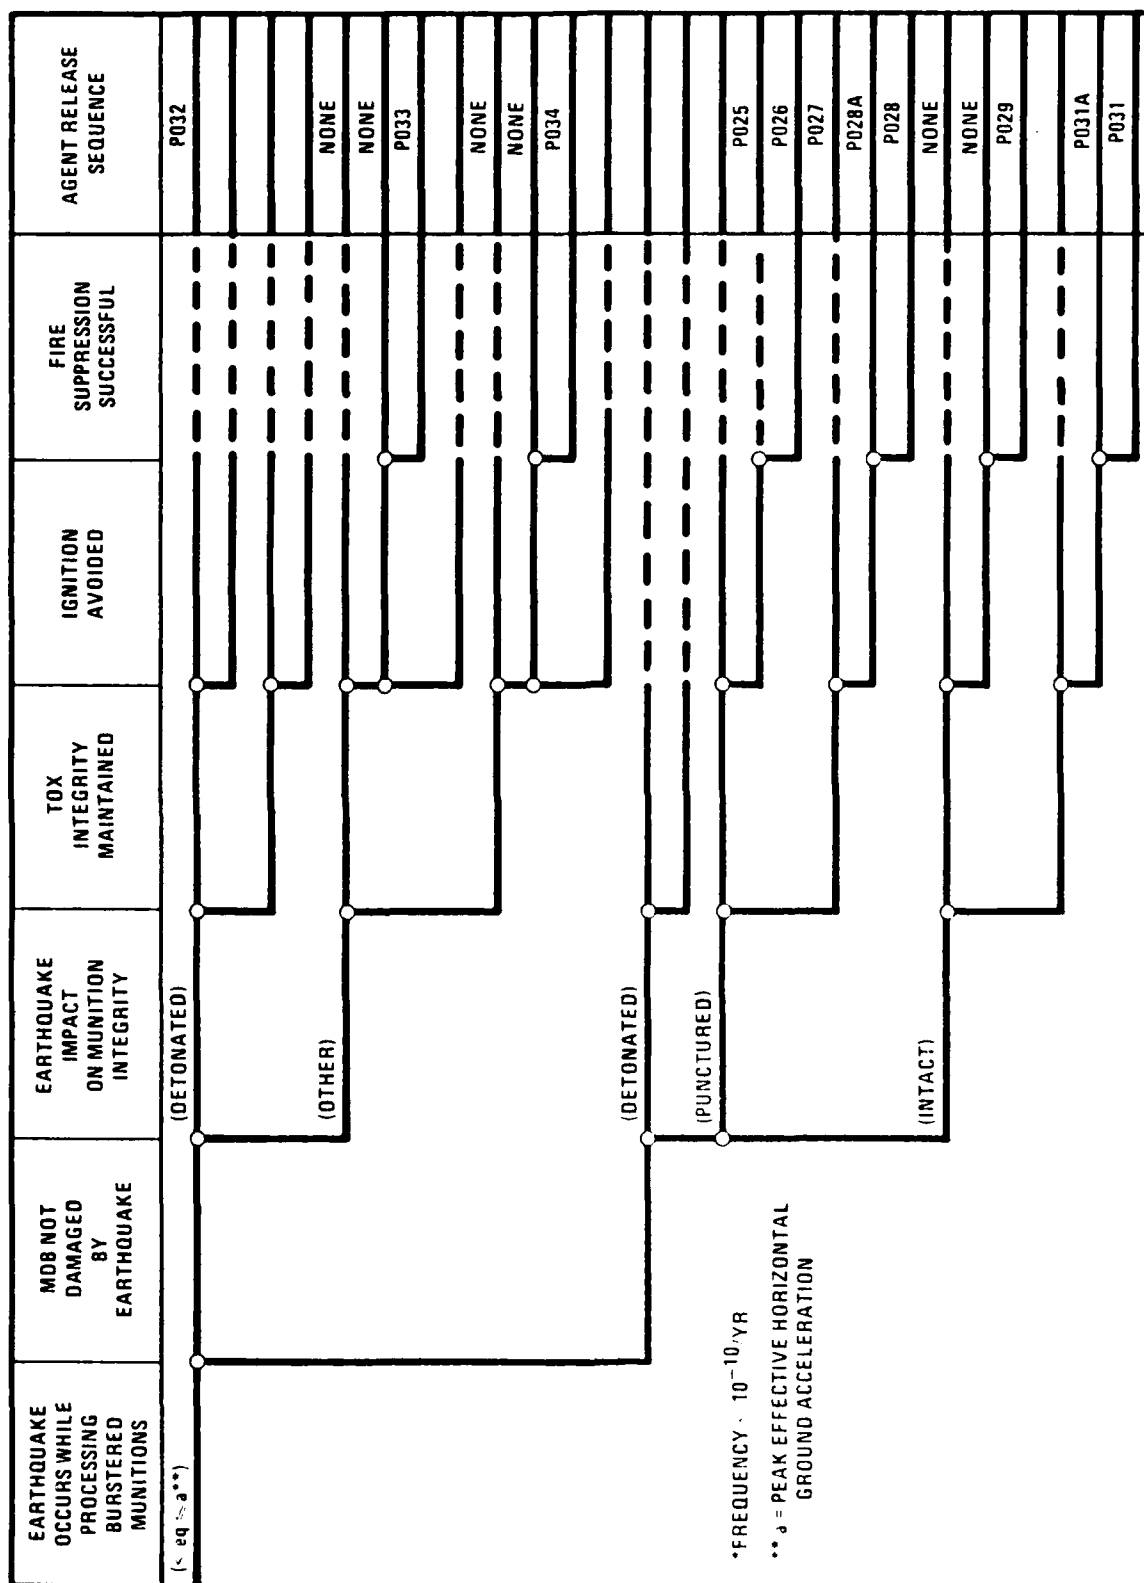 EARTHQUAKE
OCCURS WHILE
PROCESSING
BURSTERED
MUNITIONS
MDB NOT
DAMAGED
BY
EARTHQUAKE
EARTHQUAKE
IMPACT
ON MUNITION
INTEGRITY
TOX
INTEGRITY
MAINTAINED
IGNITION
AVOIDED
FIRE
SUPPRESSION
SUCCESSFUL
AGENT RELEASE
SEQUENCE
eq a**)
(DETONATED)
P032
(OTHER)
NONE
NONE
P033
NONE
NONE
P034
(DETONATED)
(PUNCTURED)
P025
P026
P027
P028A
P028
(INTACT)
NONE
NONE
P029
P031A
P031
*FREQUENCY 10⁻¹⁰/YR
** a = PEAK EFFECTIVE HORIZONTAL
GROUND ACCELERATION